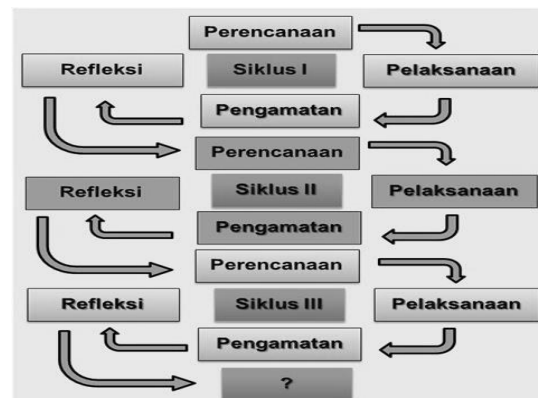 Perencanaan
Refleksi
Siklus I
Pelaksanaan
Pengamatan
Perencanaan
Refleksi
Siklus II
Pelaksanaan
Pengamatan
Perencanaan
Refleksi
Siklus III
Pelaksanaan
Pengamatan
?